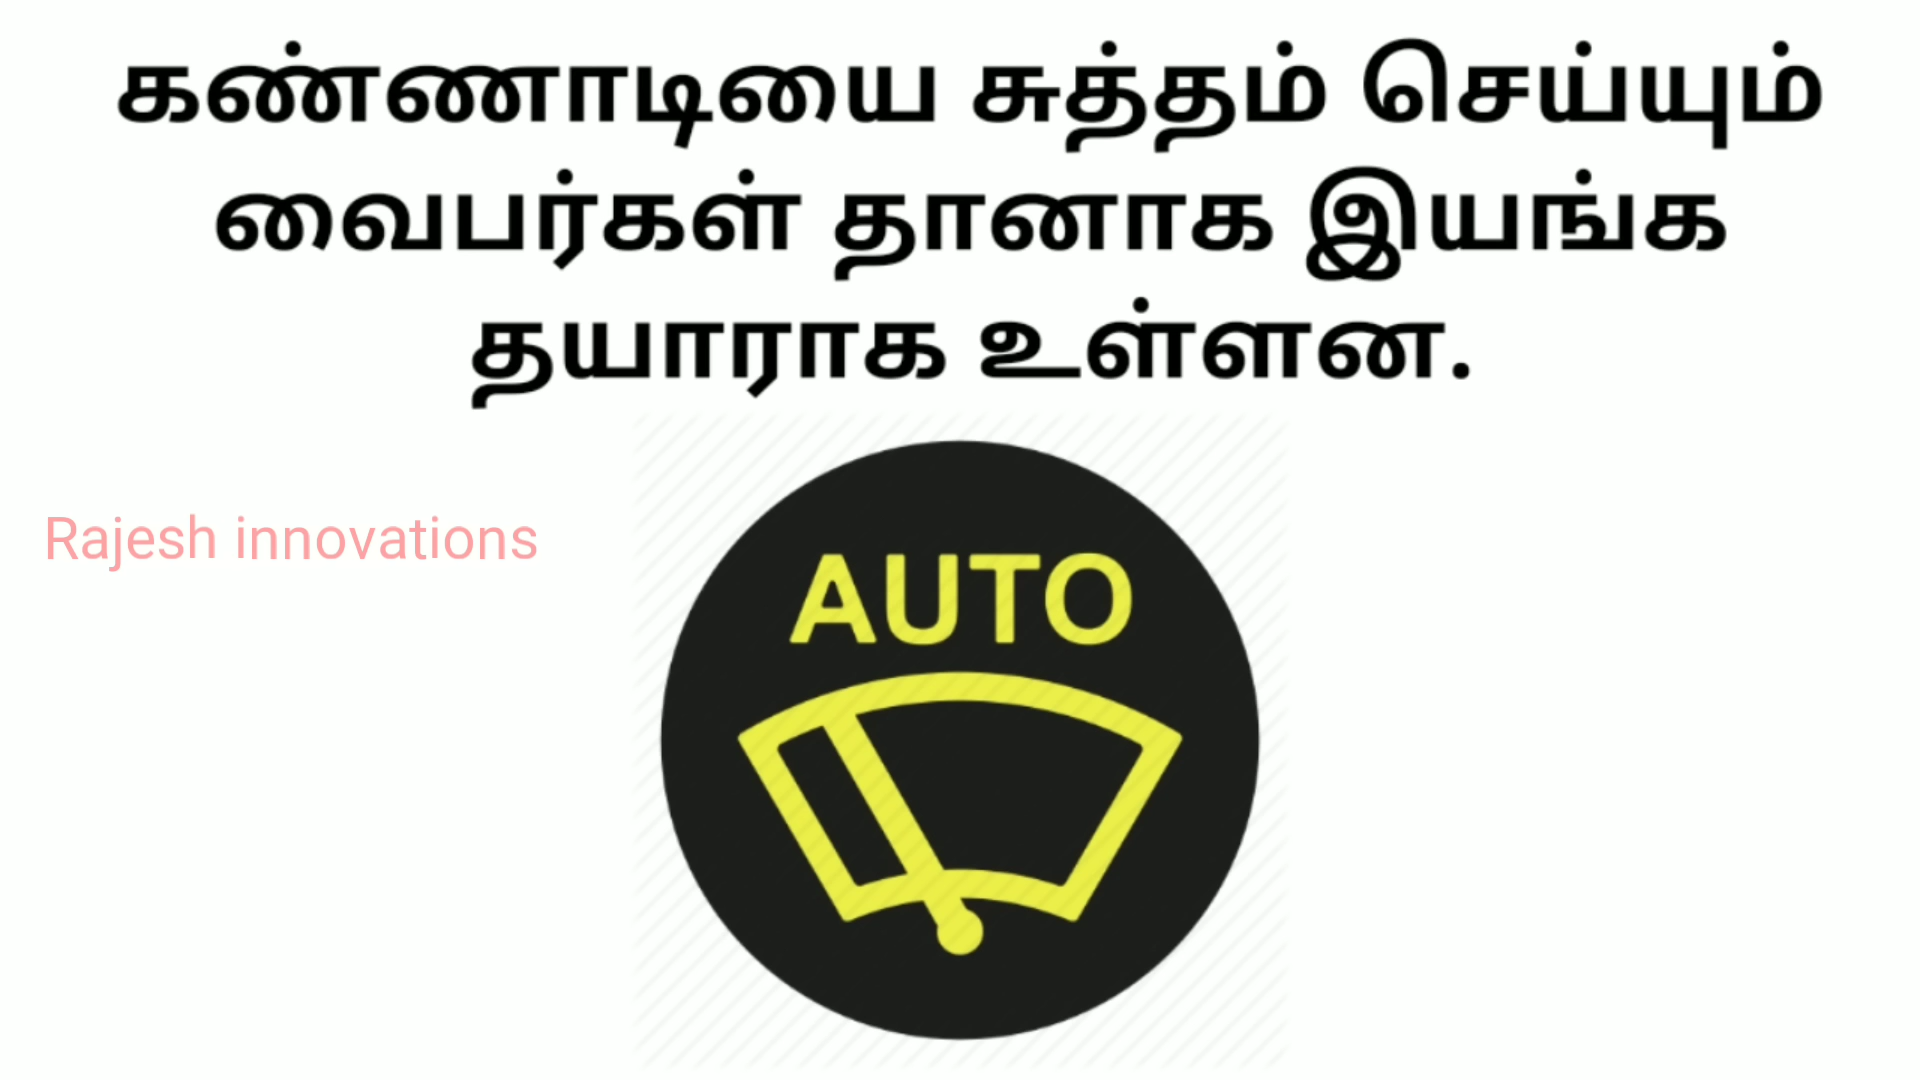 கண்ணாடியை சுத்தம் செய்யும்
வைபர்கள் தானாக இயங்க
தயாராக உள்ளன.
Rajesh innovations
AUTO